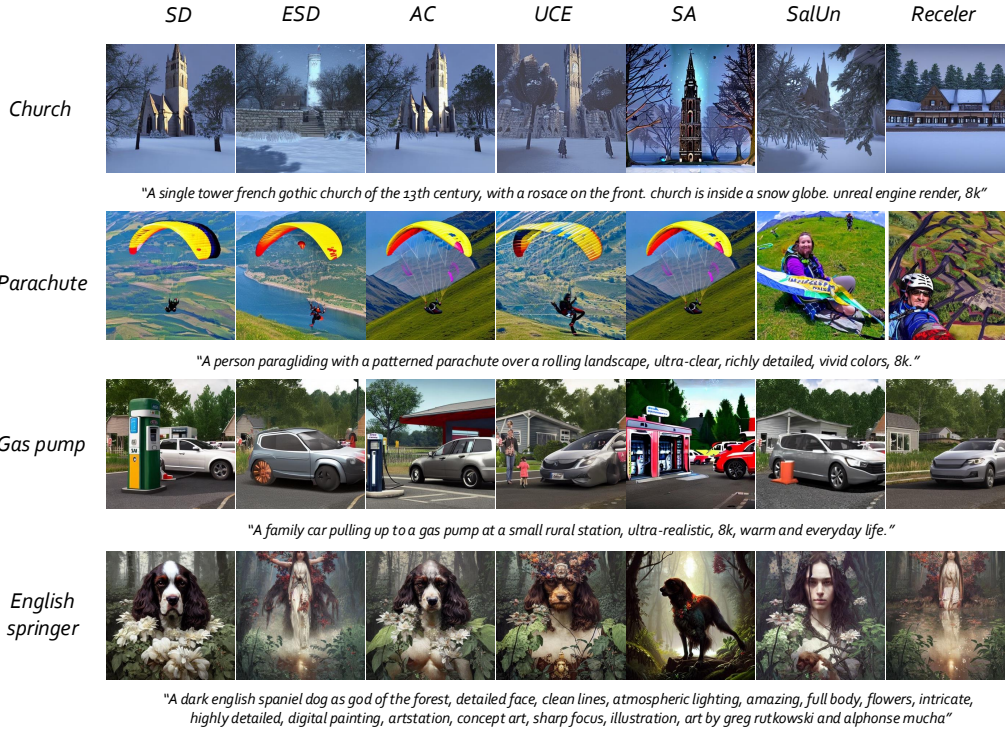 SD ESD AC UCE SA SalUn Receler
Church
"A single tower french gothic church of the 13th century, with a rosace on the front. church is inside a snow globe. unreal engine render, 8k"
Parachute
"A person paragliding with a patterned parachute over a rolling landscape, ultra-clear, richly detailed, vivid colors, 8k."
Gas pump
"A family car pulling up to a gas pump at a small rural station, ultra-realistic, 8k, warm and everyday life."
English
springer
"A dark english spaniel dog as god of the forest, detailed face, clean lines, atmospheric lighting, amazing, full body, flowers, intricate,
highly detailed, digital painting, artstation, concept art, sharp focus, illustration, art by greg rutkowski and alphonse mucha"